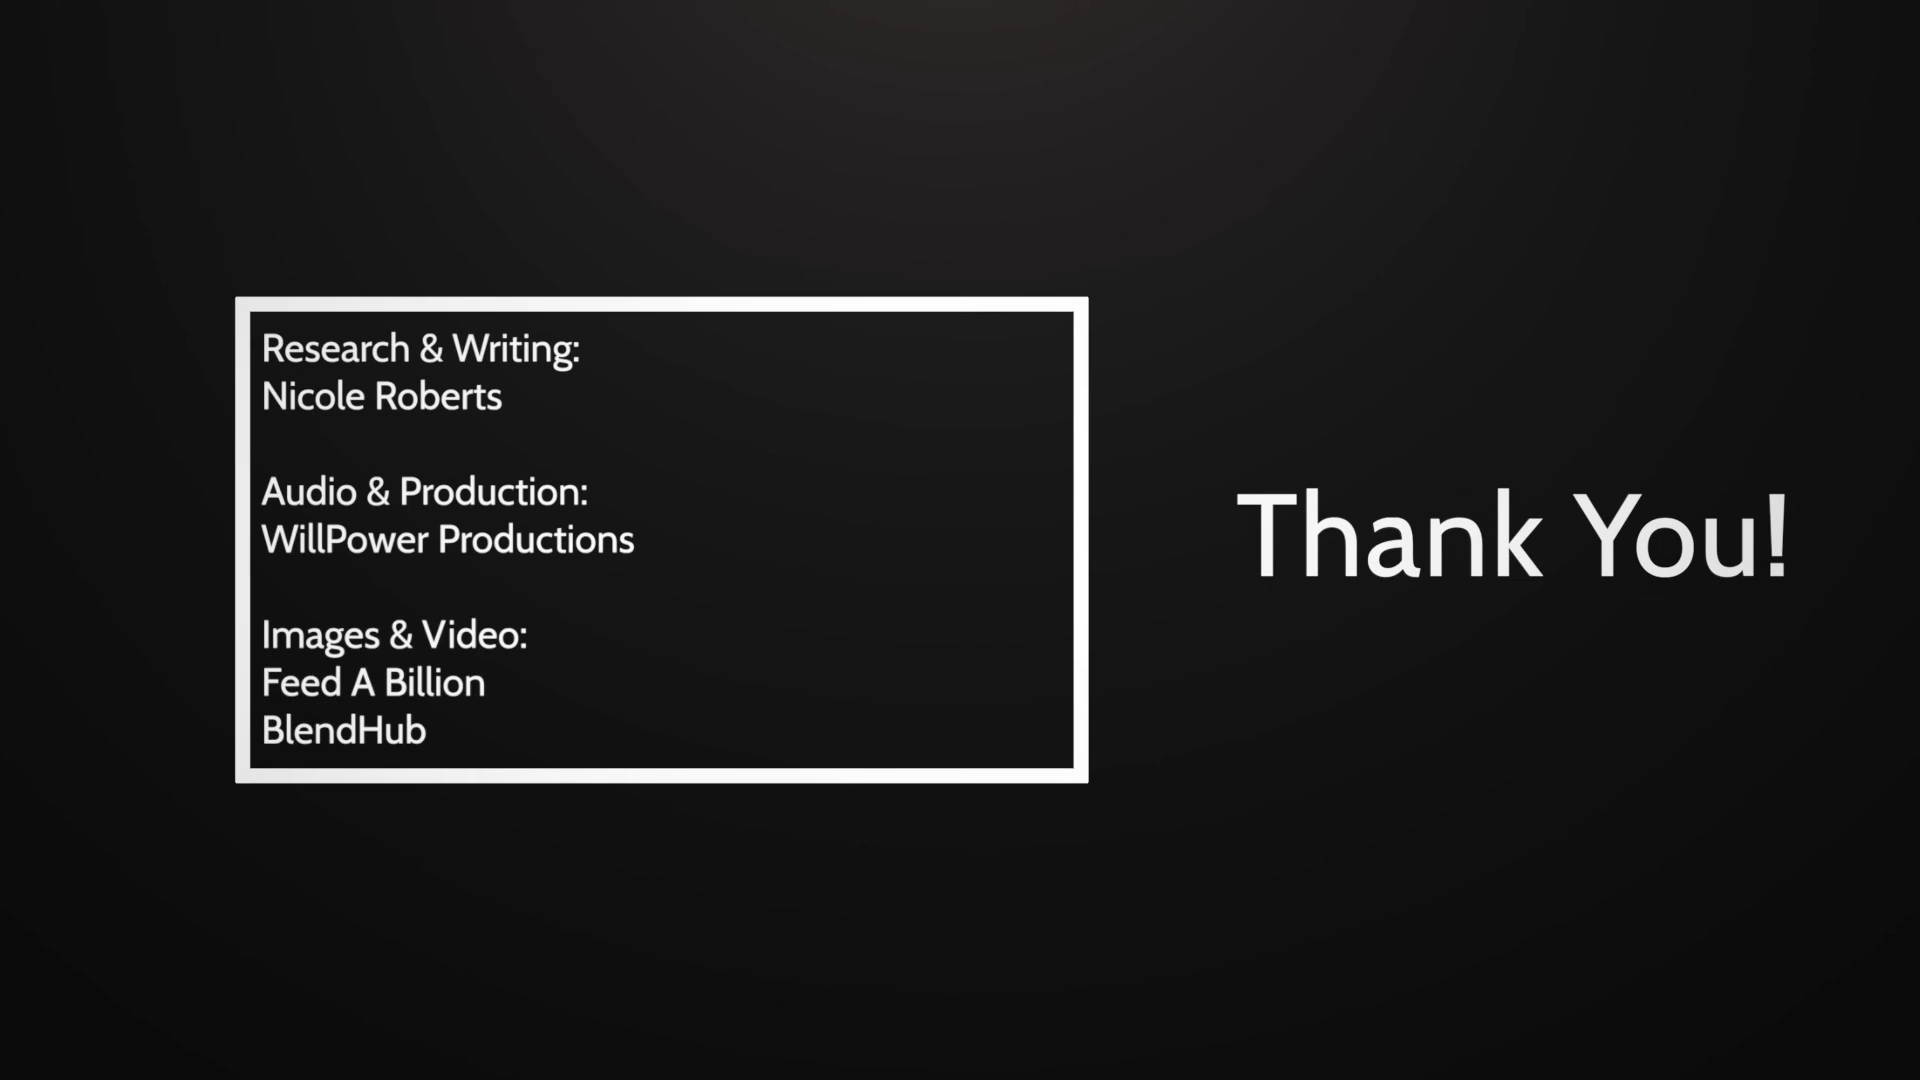 Research & Writing:
Nicole Roberts
Audio & Production:
WillPower Productions
Images & Video:
Feed A Billion
BlendHub
Thank You!